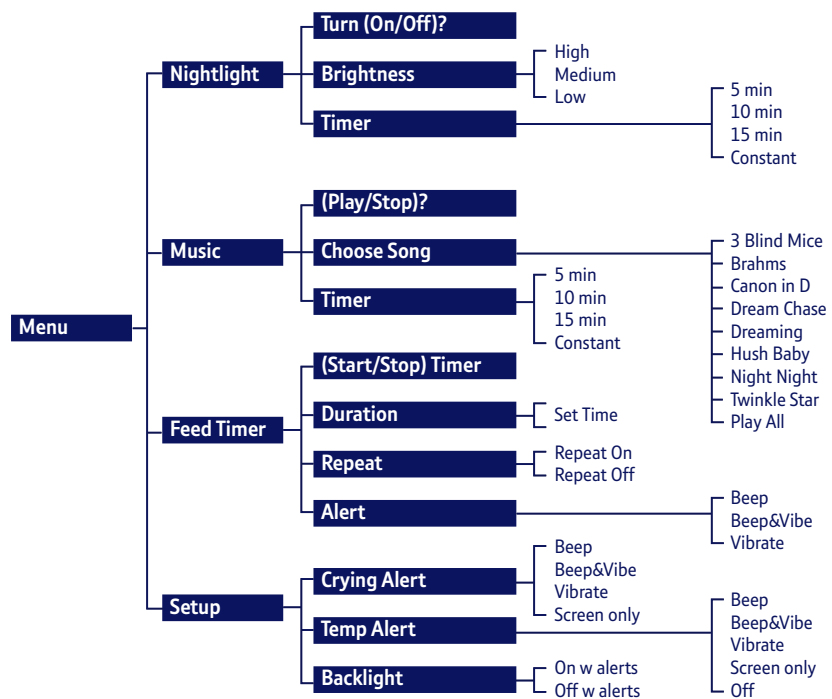 Menu
Nightlight
Turn (On/Off)?
Brightness
High
Medium
Low
Timer
5 min
10 min
15 min
Constant
Music
(Play/Stop)?
Choose Song
3 Blind Mice
Brahms
Canon in D
Dream Chase
Dreaming
Hush Baby
Night Night
Twinkle Star
Play All
Timer
5 min
10 min
15 min
Constant
Feed Timer
(Start/Stop) Timer
Duration
Set Time
Repeat
Repeat On
Repeat Off
Alert
Beep
Beep&Vibe
Vibrate
Setup
Crying Alert
Beep
Beep&Vibe
Vibrate
Screen only
Temp Alert
Beep
Beep&Vibe
Vibrate
Screen only
Off
Backlight
On w alerts
Off w alerts